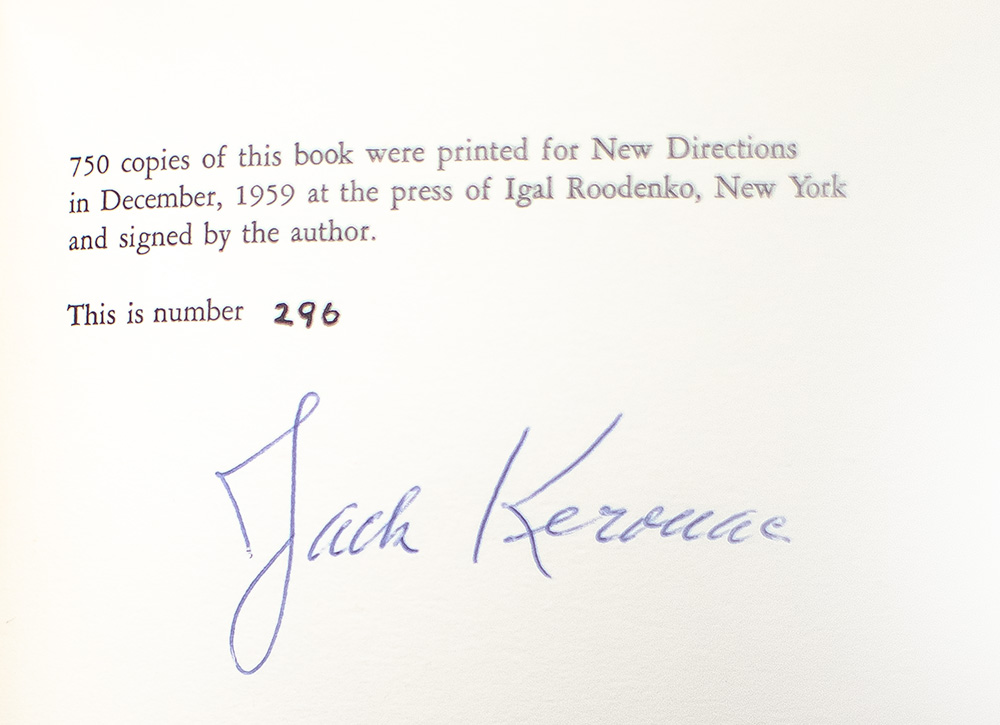 750 copies of this book were printed for New Directions
in December, 1959 at the press of Igal Roodenko, New York
and signed by the author.
This is number 296
Jack Kerouac